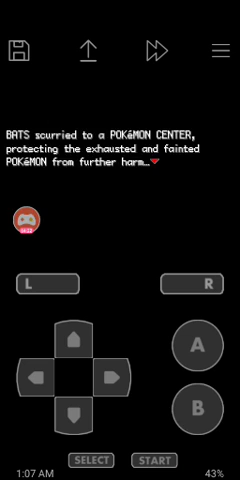 BATS scurried to a POKéMON CENTER,
protecting the exhausted and fainted
POKéMON from further harm…
L
R
A
B
SELECT
START
1:07 AM
43%